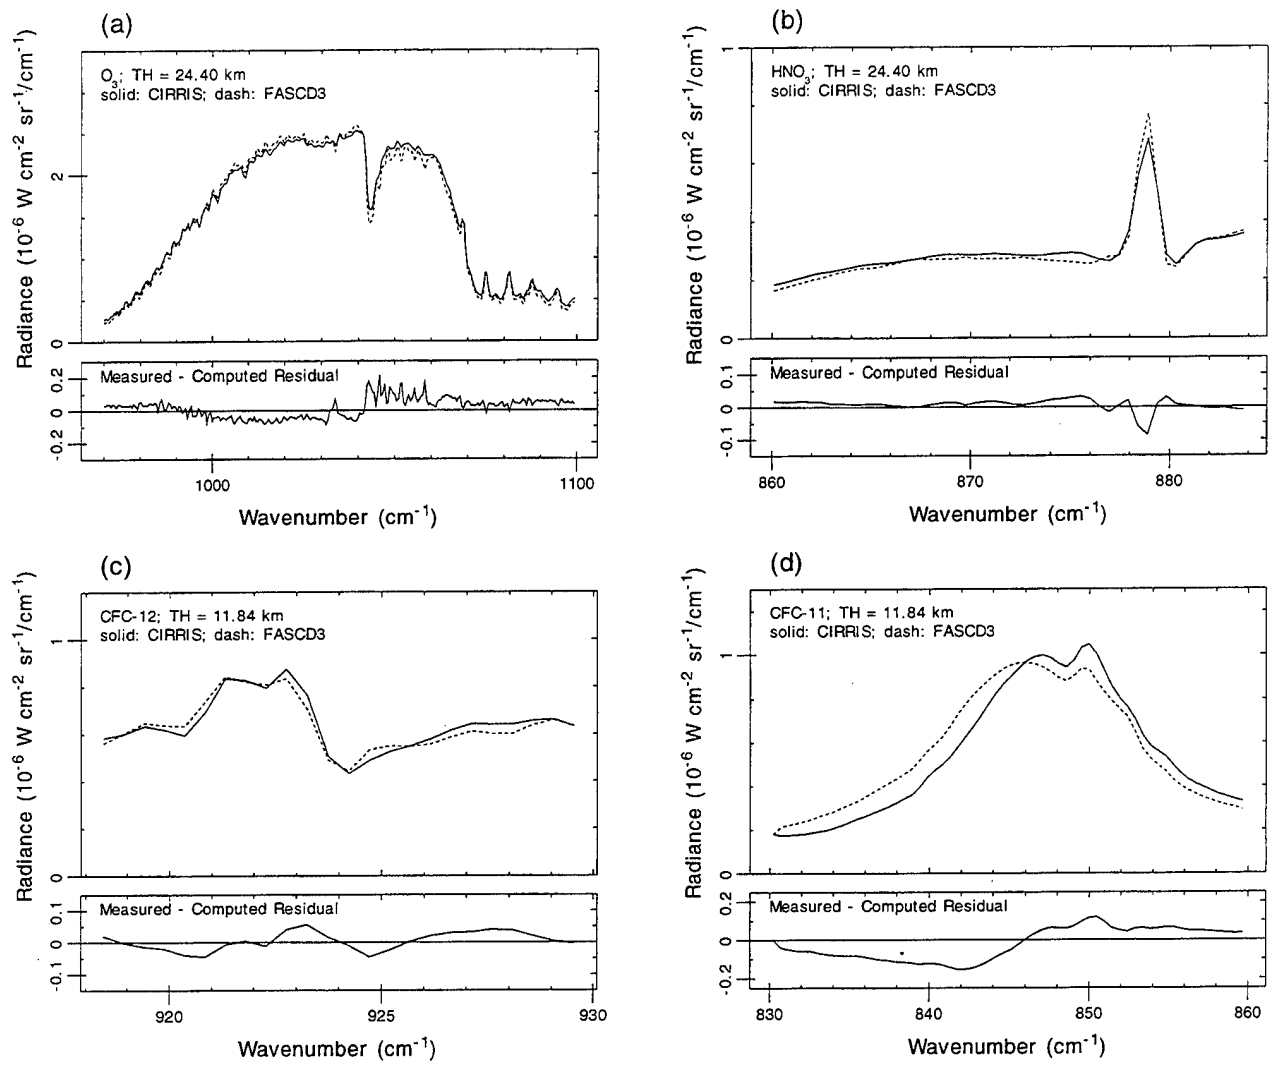 (a)
Radiance (10-6 W cm-2 sr-1/cm-1)
O3; TH = 24.40 km
solid: CIRRIS; dash: FASCD3
2
0
Measured - Computed Residual
0.2
0
-0.2
1000
1100
Wavenumber (cm-1)
(b)
Radiance (10-6 W cm-2 sr-1/cm-1)
1
HNO3; TH = 24.40 km
solid: CIRRIS; dash: FASCD3
0
Measured - Computed Residual
0.1
0
-0.1
860
870
880
Wavenumber (cm-1)
(c)
Radiance (10-6 W cm-2 sr-1/cm-1)
CFC-12; TH = 11.84 km
solid: CIRRIS; dash: FASCD3
1
0
Measured - Computed Residual
0.1
0
-0.1
920
925
930
Wavenumber (cm-1)
(d)
Radiance (10-6 W cm-2 sr-1/cm-1)
CFC-11; TH = 11.84 km
solid: CIRRIS; dash: FASCD3
1
0
Measured - Computed Residual
0.2
0
-0.2
830
840
850
860
Wavenumber (cm-1)